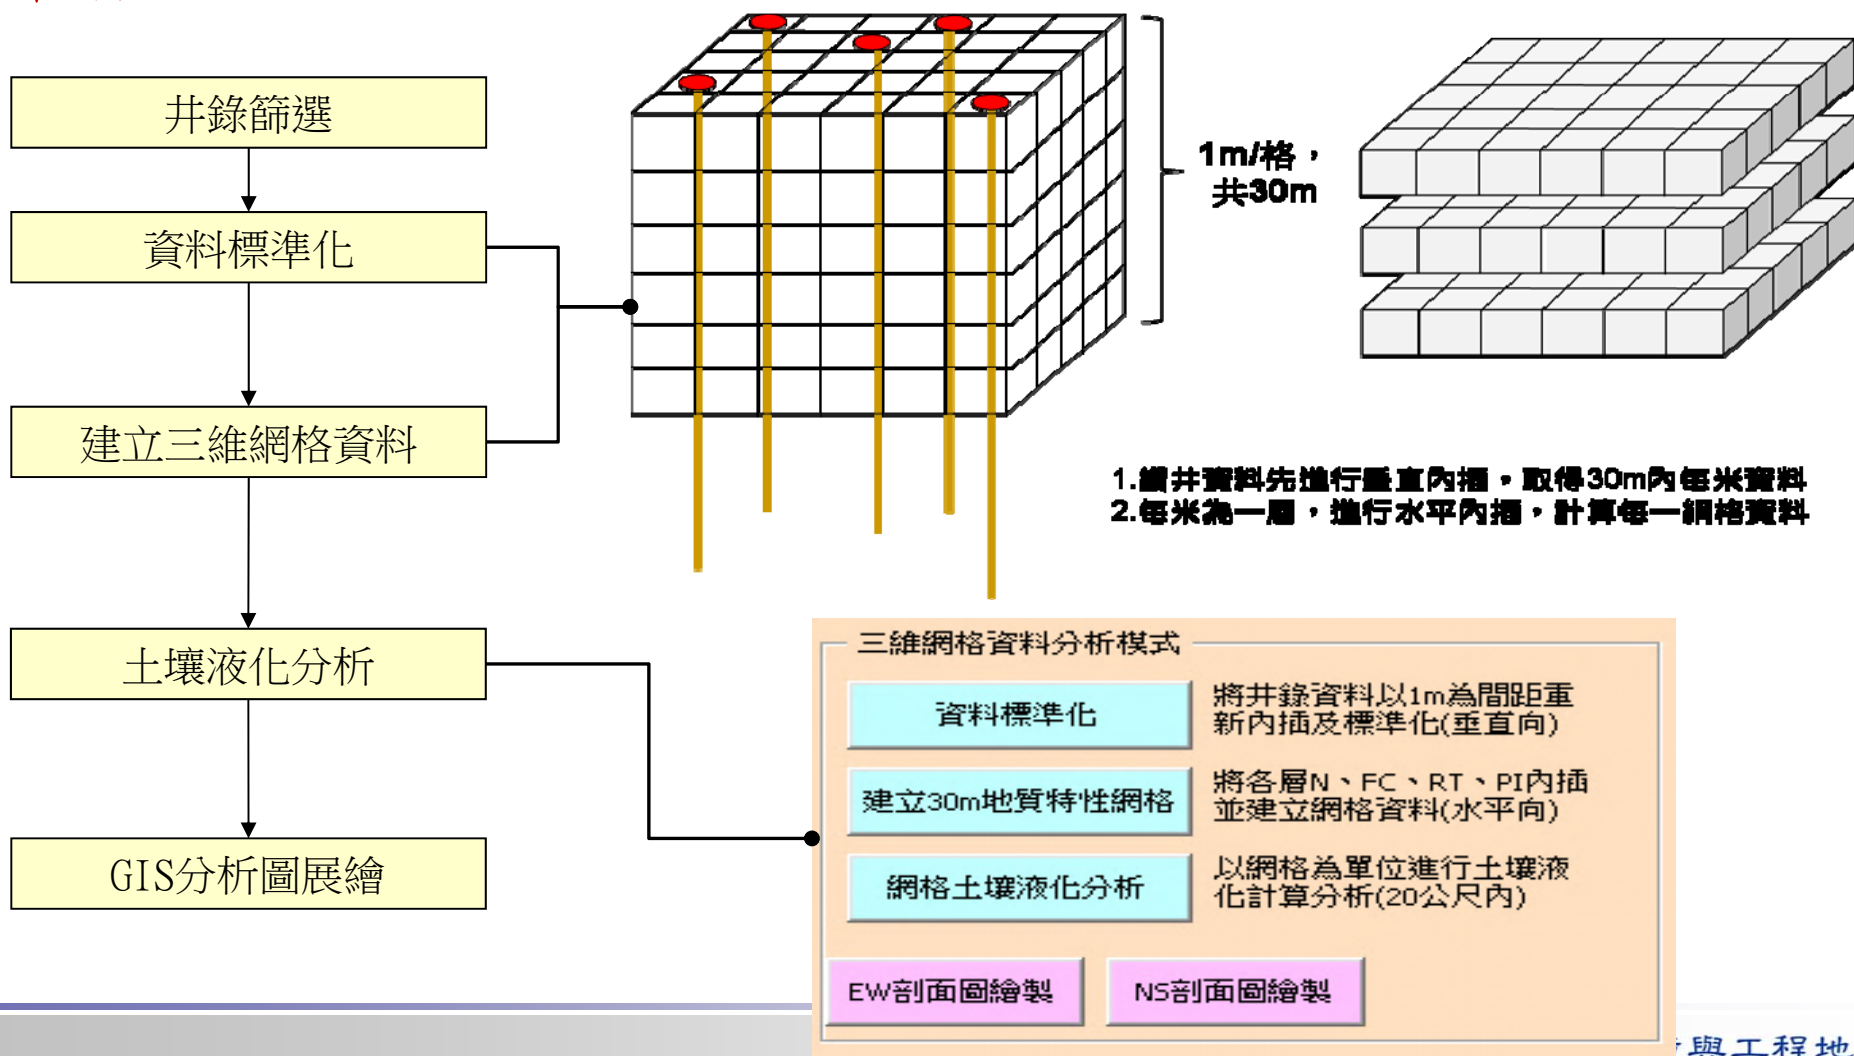 井錄篩選
資料標準化
建立三維網格資料
土壤液化分析
GIS分析圖展繪
1m/格，
共30m
1.鑽井資料先進行垂直內插，取得30m內每米資料
2.每米為一層，進行水平內插，計算每一網格資料
三維網格資料分析模式
資料標準化
將井錄資料以1m為間距重
新內插及標準化(垂直向)
建立30m地質特性網格
將各層N、FC、RT、PI內插
並建立網格資料(水平向)
網格土壤液化分析
以網格為單位進行土壤液
化計算分析(20公尺內)
EW剖面圖繪製
NS剖面圖繪製
與工程地